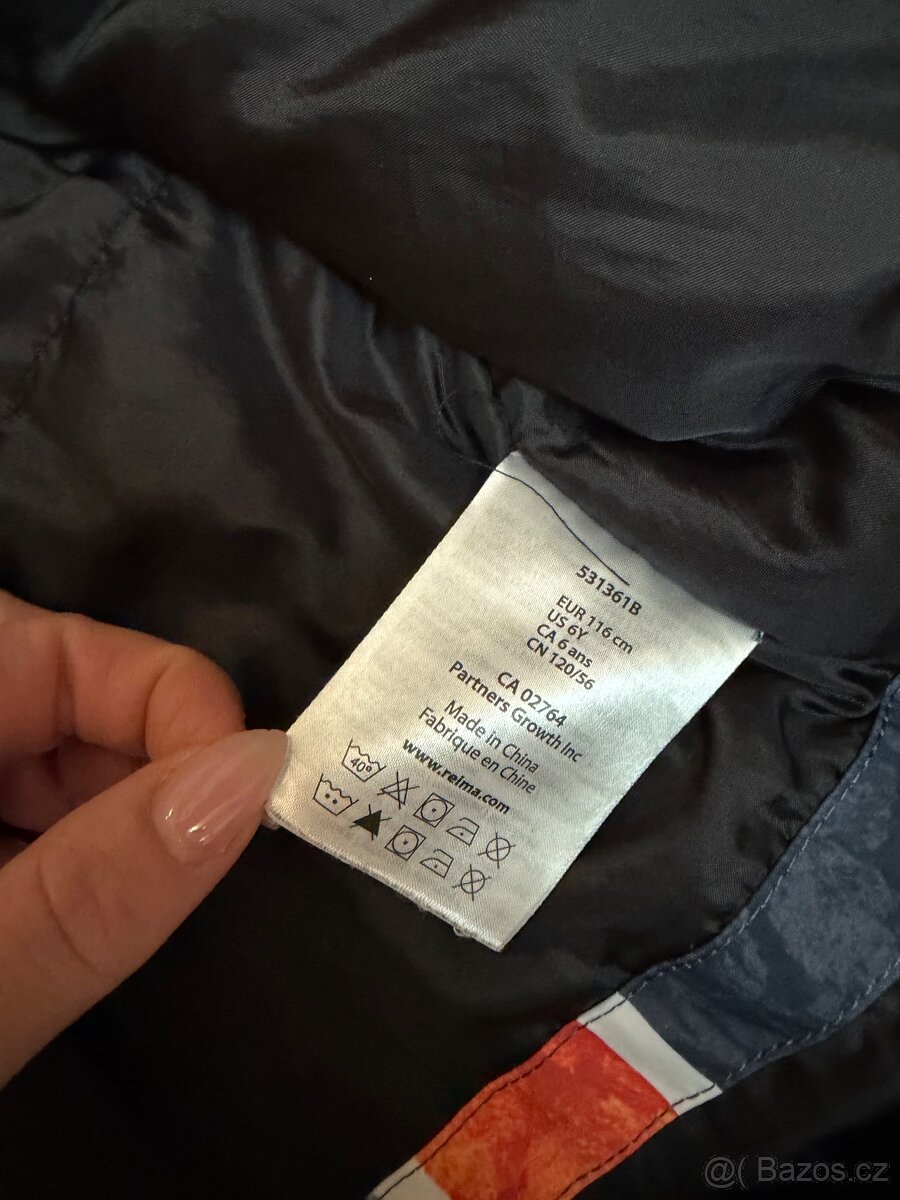 531361B
EUR 116 cm
US 6Y
CA 6 ans
CN 120/56
CA 02764
Partners Growth Inc
Made in China
Fabrique en Chine
www.reima.com
40°
@( Bazos.cz